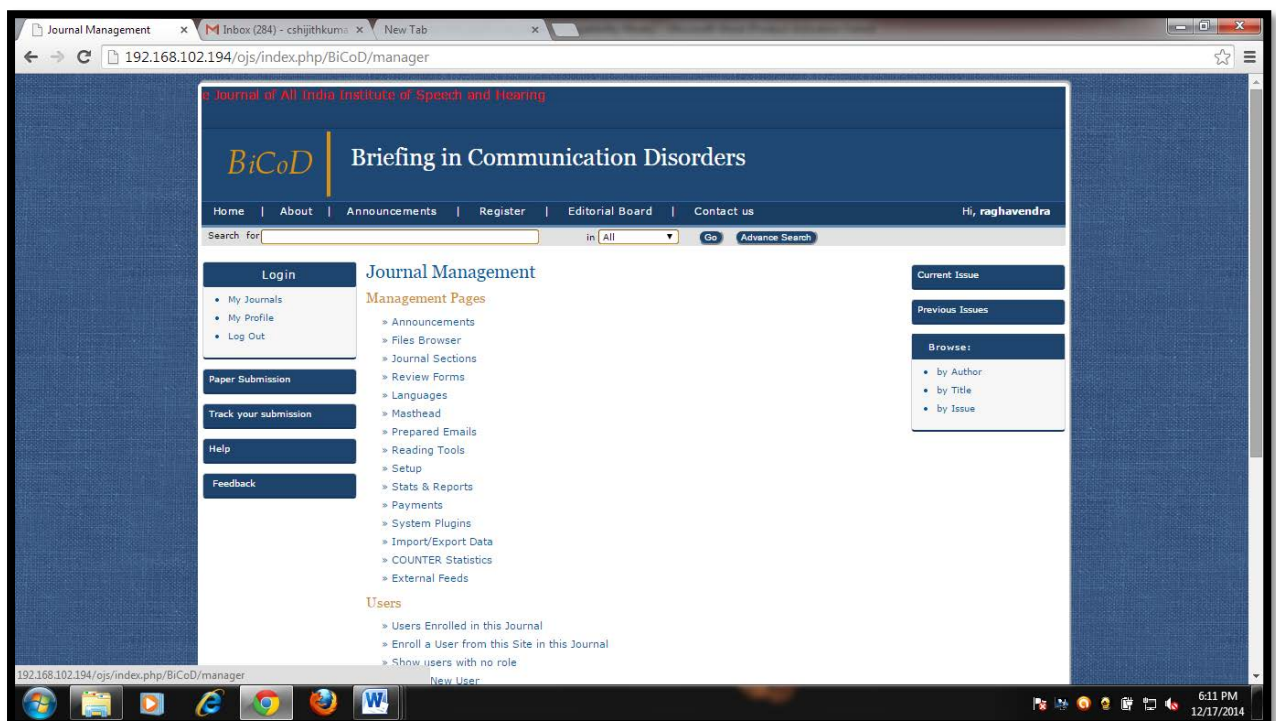 Journal Management
Inbox (284) - cshijithkuma
New Tab
192.168.102.194/ojs/index.php/BiCoD/manager
e Journal of All India Institute of Speech and Hearing
BiCoD
Briefing in Communication Disorders
Home | About | Announcements | Register | Editorial Board | Contact us
Hi, raghavendra
Search for in All Go Advance Search
Login
• My Journals
• My Profile
• Log Out
Paper Submission
Track your submission
Help
Feedback
Journal Management
Management Pages
» Announcements
» Files Browser
» Journal Sections
» Review Forms
» Languages
» Masthead
» Prepared Emails
» Reading Tools
» Setup
» Stats & Reports
» Payments
» System Plugins
» Import/Export Data
» COUNTER Statistics
» External Feeds
Users
» Users Enrolled in this Journal
» Enroll a User from this Site in this Journal
» Show users with no role
New User
Current Issue
Previous Issues
Browse:
• by Author
• by Title
• by Issue
192.168.102.194/ojs/index.php/BiCoD/manager
6:11 PM
12/17/2014